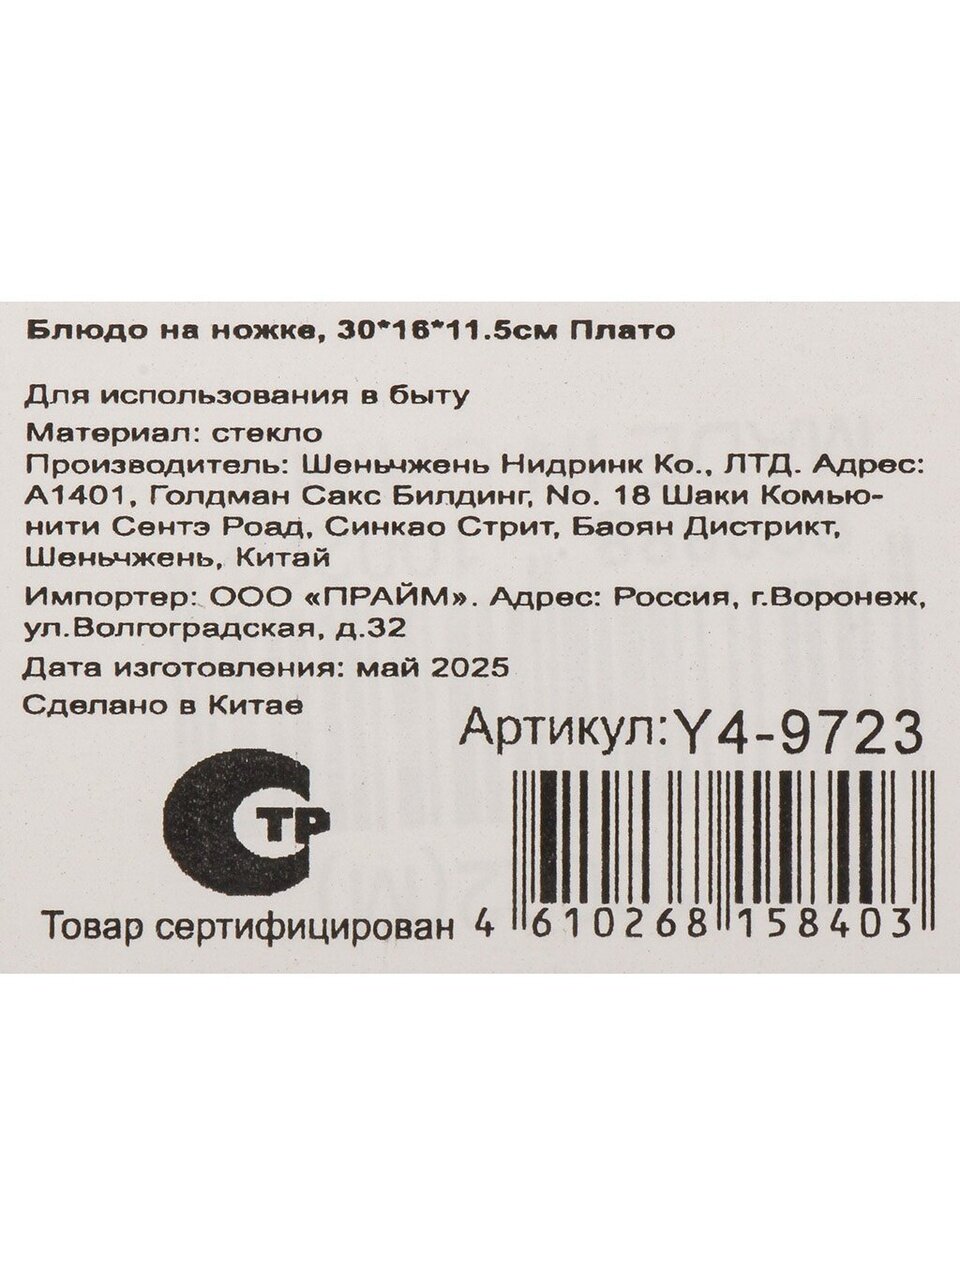 Блюдо на ножке, 30*16*11.5см Плато
Для использования в быту
Материал: стекло
Производитель: Шеньчжень Нидринк Ко., ЛТД. Адрес:
А1401, Голдман Сакс Билдинг, No. 18 Шаки Комью-
нити Сентэ Роад, Синкао Стрит, Баоян Дистрикт,
Шеньчжень, Китай
Импортер: ООО «ПРАЙМ». Адрес: Россия, г.Воронеж,
ул.Волгоградская, д.32
Дата изготовления: май 2025
Сделано в Китае
Артикул:Y4-9723
СТР
Товар сертифицирован
4 610268 158403